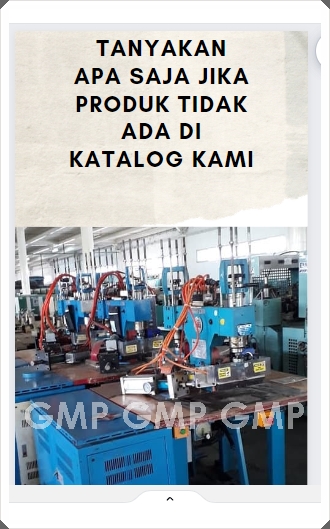 TANYAKAN
APA SAJA JIKA
PRODUK TIDAK
ADA DI
KATALOG KAMI
GMP GMP GMP